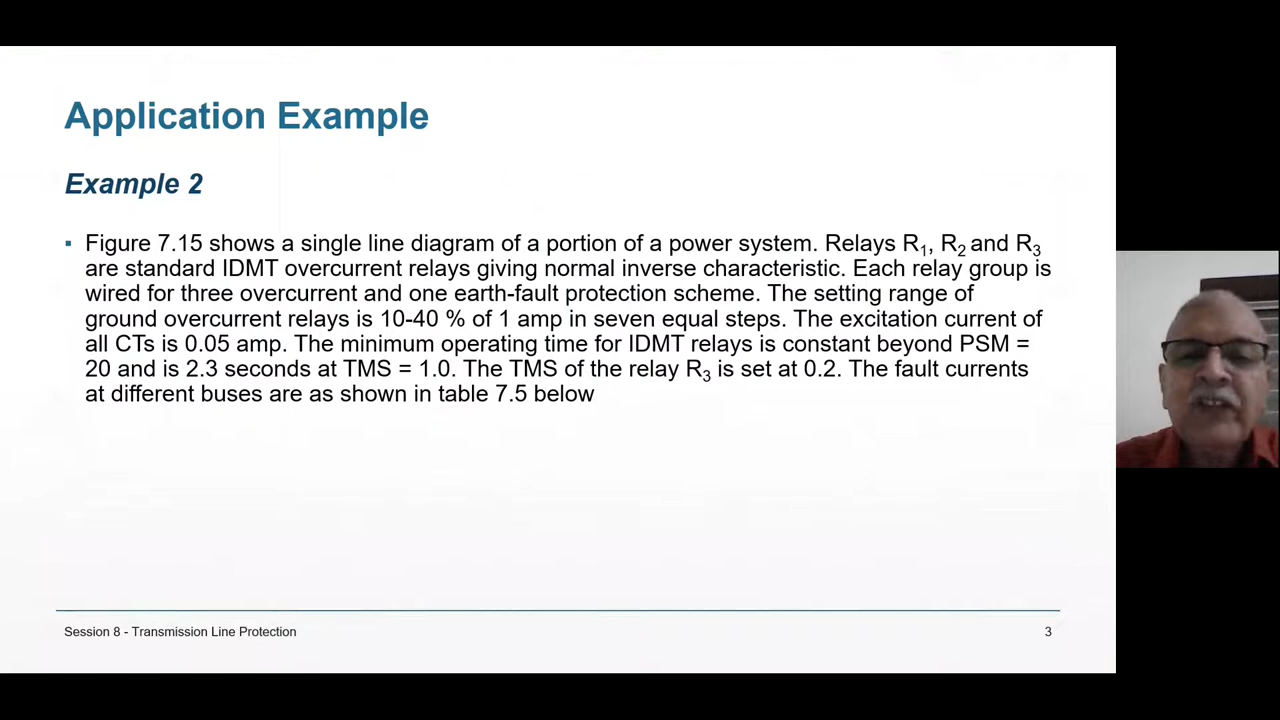 Application Example
Example 2
▪ Figure 7.15 shows a single line diagram of a portion of a power system. Relays R₁, R₂ and R₃
are standard IDMT overcurrent relays giving normal inverse characteristic. Each relay group is
wired for three overcurrent and one earth-fault protection scheme. The setting range of
ground overcurrent relays is 10-40 % of 1 amp in seven equal steps. The excitation current of
all CTs is 0.05 amp. The minimum operating time for IDMT relays is constant beyond PSM =
20 and is 2.3 seconds at TMS = 1.0. The TMS of the relay R₃ is set at 0.2. The fault currents
at different buses are as shown in table 7.5 below
Session 8 - Transmission Line Protection
3